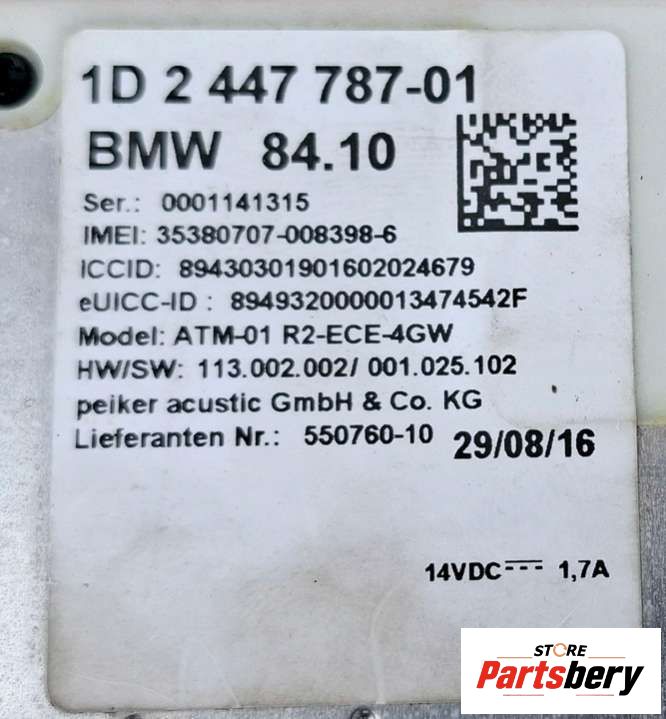 1D 2 447 787-01
BMW 84.10
Ser.: 0001141315
IMEI: 35380707-008398-6
ICCID: 89430301901602024679
eUICC-ID : 8949320000013474542F
Model: ATM-01 R2-ECE-4GW
HW/SW: 113.002.002/ 001.025.102
peiker acustic GmbH & Co. KG
Lieferanten Nr.: 550760-10 29/08/16
14VDC 1,7A
STORE
Partsbery